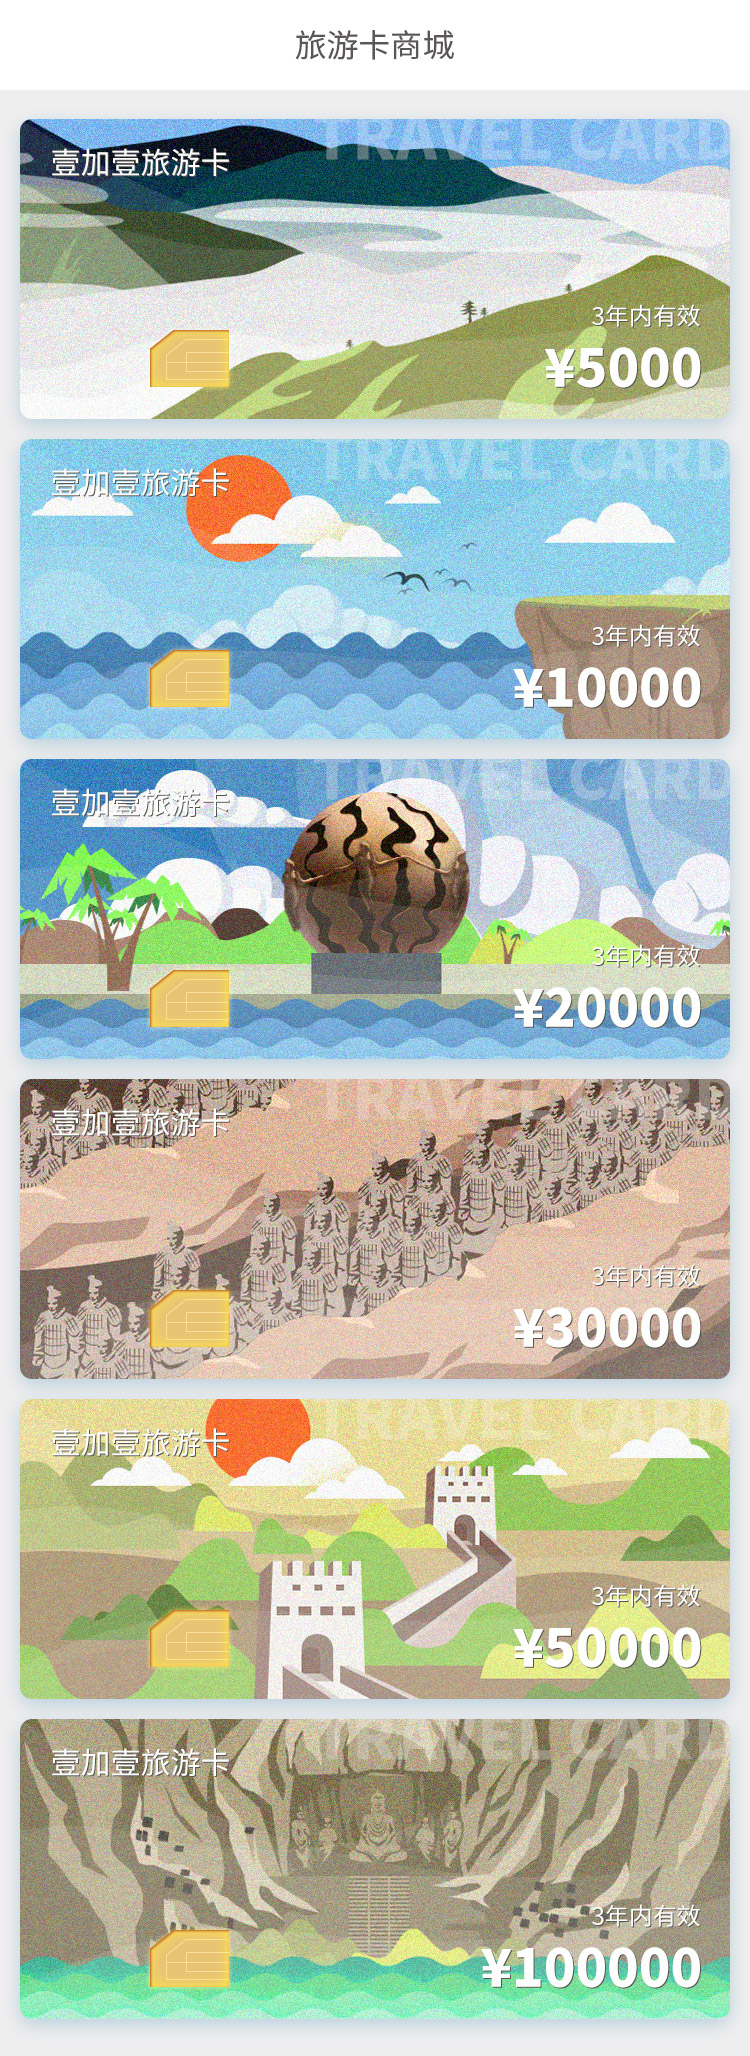 旅游卡商城
TRAVEL CARD
壹加壹旅游卡
3年内有效
¥5000
TRAVEL CARD
壹加壹旅游卡
3年内有效
¥10000
TRAVEL CARD
壹加壹旅游卡
3年内有效
¥20000
TRAVEL CARD
壹加壹旅游卡
3年内有效
¥30000
TRAVEL CARD
壹加壹旅游卡
3年内有效
¥50000
TRAVEL CARD
壹加壹旅游卡
3年内有效
¥100000